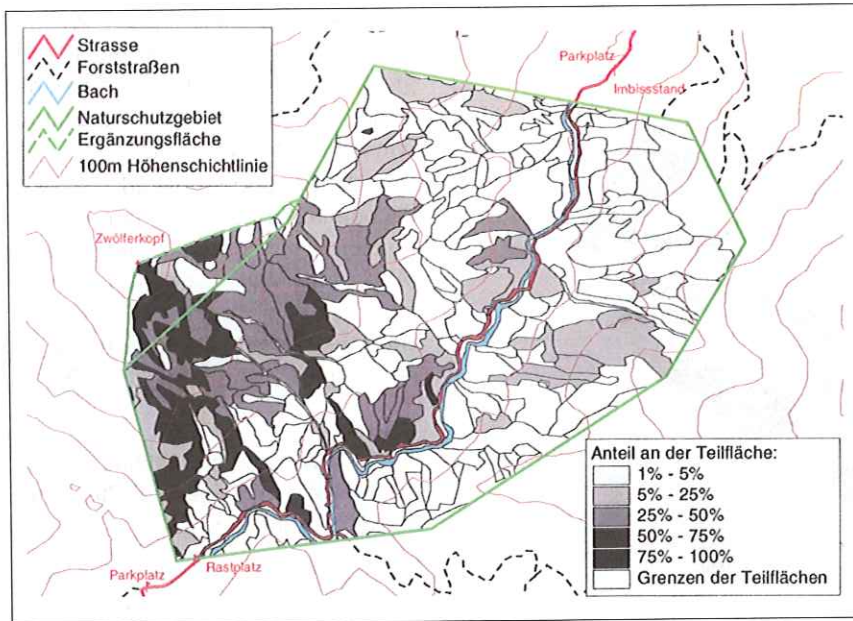 Strasse
Forststraßen
Bach
Naturschutzgebiet
Ergänzungsfläche
100m Höhenschichtlinie
Parkplatz
Imbissstand
Zwölferkopf
Parkplatz
Rastplatz
Anteil an der Teilfläche:
1% - 5%
5% - 25%
25% - 50%
50% - 75%
75% - 100%
Grenzen der Teilflächen